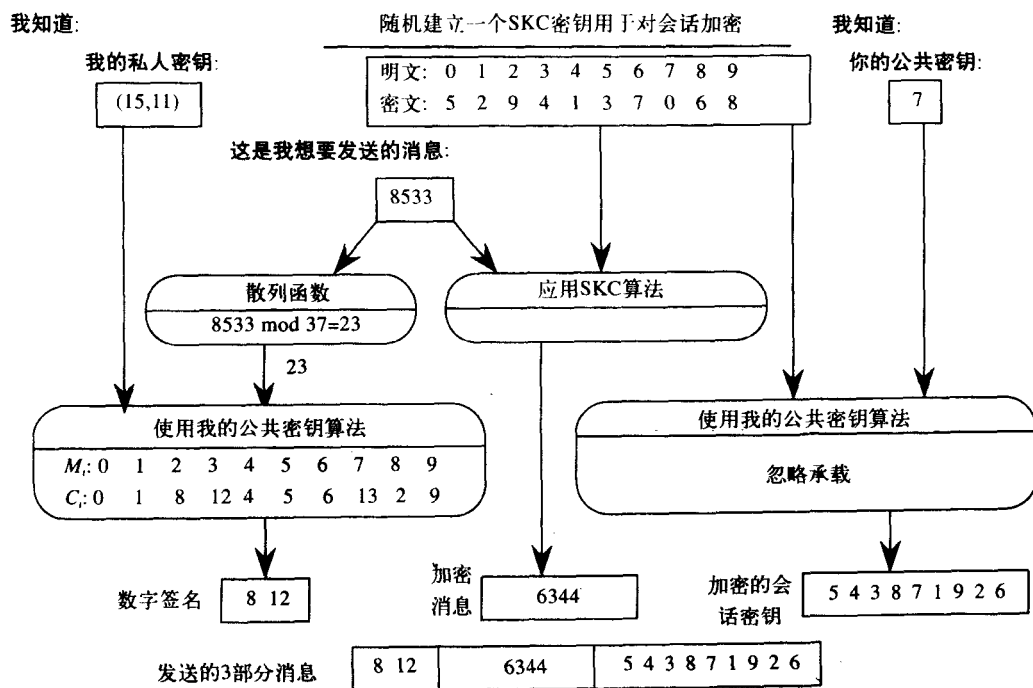 我知道:
随机建立一个SKC密钥用于对会话加密
我知道:
我的私人密钥:
(15,11)
明文: 0 1 2 3 4 5 6 7 8 9
密文: 5 2 9 4 1 3 7 0 6 8
你的公共密钥:
7
这是我想要发送的消息:
8533
散列函数
8533 mod 37=23
应用SKC算法
23
使用我的公共密钥算法
Mᵢ: 0 1 2 3 4 5 6 7 8 9
Cᵢ: 0 1 8 12 4 5 6 13 2 9
使用我的公共密钥算法
忽略承载
数字签名
8 12
加密
消息
6344
加密的会
话密钥
5 4 3 8 7 1 9 2 6
发送的3部分消息
8 12
6344
5 4 3 8 7 1 9 2 6